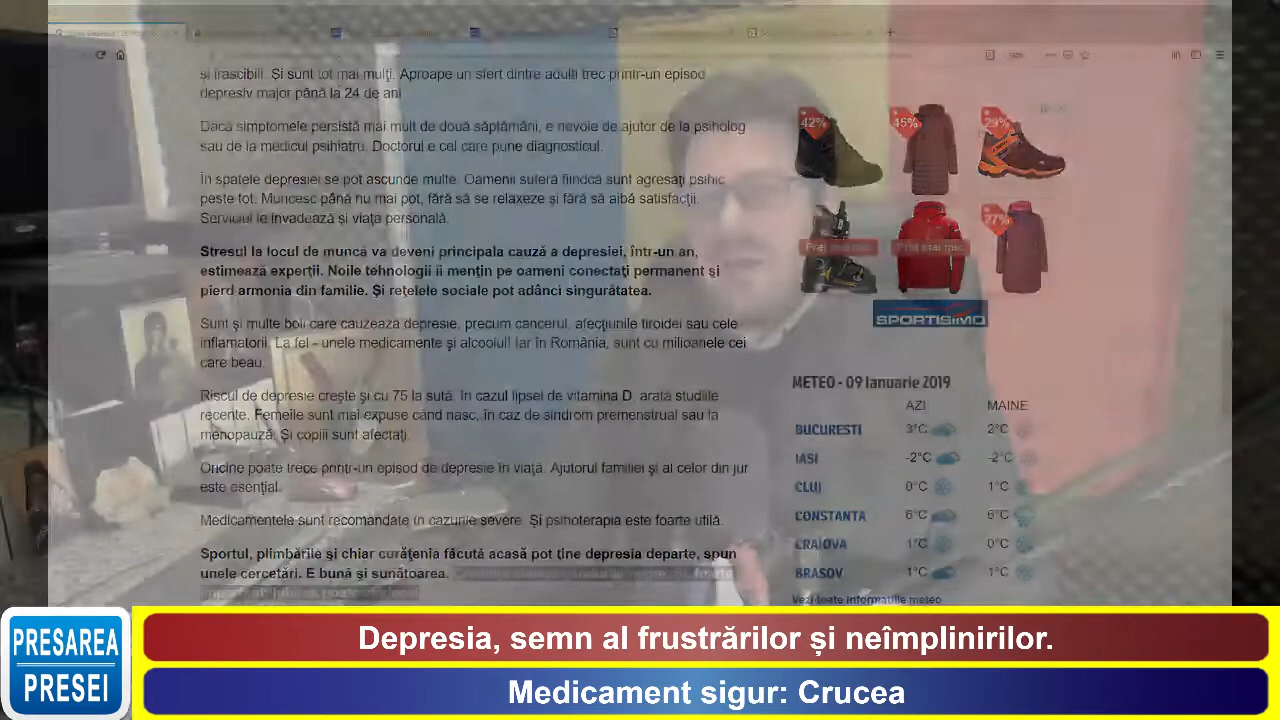 și irascibili. Și sunt tot mai mulți. Aproape un sfert dintre adulți trec printr-un episod
depresiv major până la 24 de ani
Dacă simptomele persistă mai mult de două săptămâni, e nevoie de ajutor de la psiholog
sau de la medicul psihiatru. Doctorul e cel care pune diagnosticul.
În spatele depresiei se pot ascunde multe. Oamenii suferă fiindcă sunt agresați psihic
peste tot. Muncesc până nu mai pot, fără să se relaxeze și fără să aibă satisfacții.
Serviciul le invadează și viața personală.
Stresul la locul de muncă va deveni principala cauză a depresiei, într-un an,
estimează experții. Noile tehnologii îi mențin pe oameni conectați permanent și
pierd armonia din familie. Și rețelele sociale pot adânci singurătatea.
Sunt și multe boli care cauzează depresie, precum cancerul, afecțiunile tiroidei sau cele
inflamatorii. La fel - unele medicamente și alcoolul! Iar în România, sunt cu milioanele cei
care beau.
Riscul de depresie crește și cu 75 la sută, în cazul lipsei de vitamina D, arată studiile
recente. Femeile sunt mai expuse când nasc, în caz de sindrom premenstrual sau la
menopauză. Și copiii sunt afectați.
Oricine poate trece printr-un episod de depresie în viață. Ajutorul familiei și al celor din jur
este esențial.
Medicamentele sunt recomandate în cazurile severe. Și psihoterapia este foarte utilă.
Sportul, plimbările și chiar curățenia făcută acasă pot ține depresia departe, spun
unele cercetări. E bună și sunătoarea.
42%
45%
29%
Preț mai mic
Preț mai mic
27%
SPORTISIMO
METEO - 09 Ianuarie 2019
AZI MAINE
BUCURESTI 3°C 2°C
IASI -2°C -2°C
CLUJ 0°C 1°C
CONSTANTA 6°C 5°C
CRAIOVA 1°C 0°C
BRASOV 1°C 1°C
Vezi toate informatiile meteo
PRESAREA
PRESEI
Depresia, semn al frustrărilor și neîmplinirilor.
Medicament sigur: Crucea